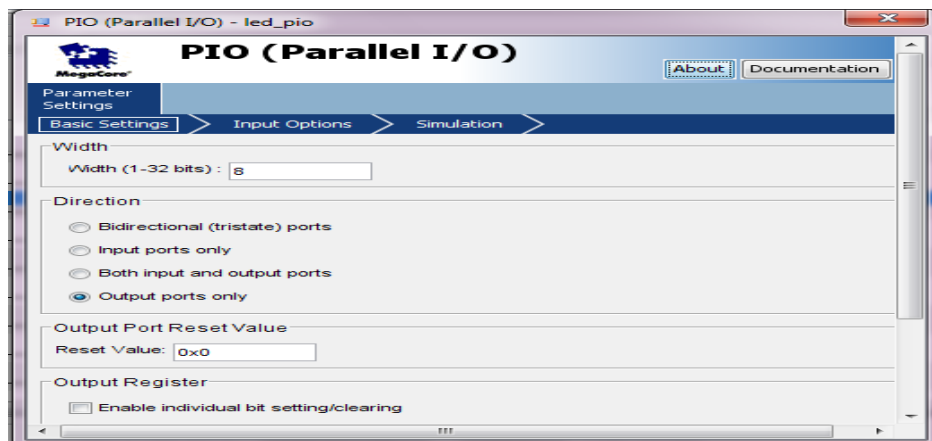 PIO (Parallel I/O) - led_pio
MegaCore®
PIO (Parallel I/O)
About
Documentation
Parameter
Settings
Basic Settings
Input Options
Simulation
Width
Width (1-32 bits) : 8
Direction
Bidirectional (tristate) ports
Input ports only
Both input and output ports
Output ports only
Output Port Reset Value
Reset Value: 0x0
Output Register
Enable individual bit setting/clearing